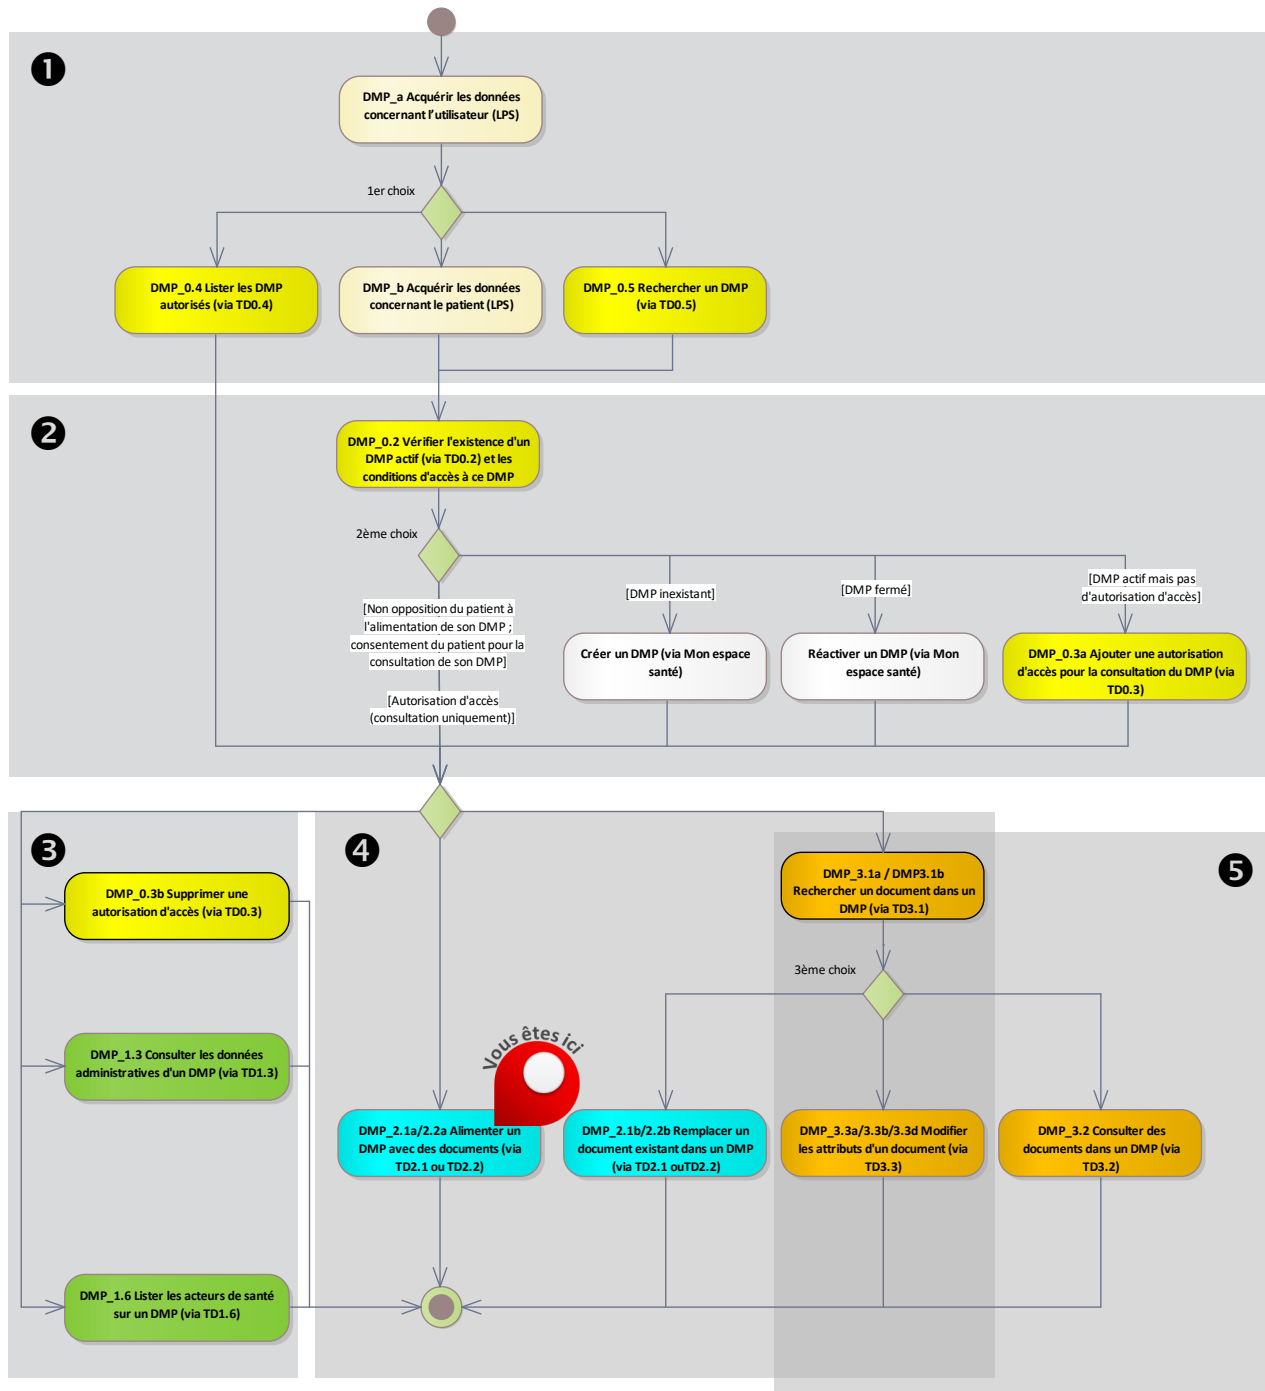 ❶
DMP_a Acquérir les données
concernant l’utilisateur (LPS)
1er choix
DMP_0.4 Lister les DMP
autorisés (via TD0.4)
DMP_b Acquérir les données
concernant le patient (LPS)
DMP_0.5 Rechercher un DMP
(via TD0.5)
❷
DMP_0.2 Vérifier l'existence d'un
DMP actif (via TD0.2) et les
conditions d'accès à ce DMP
2ème choix
[Non opposition du patient à
l'alimentation de son DMP ;
consentement du patient pour la
consultation de son DMP]
[Autorisation d'accès
(consultation uniquement)]
[DMP inexistant]
[DMP fermé]
[DMP actif mais pas
d'autorisation d'accès]
Créer un DMP (via Mon espace
santé)
Réactiver un DMP (via Mon
espace santé)
DMP_0.3a Ajouter une autorisation
d'accès pour la consultation du DMP (via
TD0.3)
❸
DMP_0.3b Supprimer une
autorisation d'accès (via TD0.3)
DMP_1.3 Consulter les données
administratives d'un DMP (via TD1.3)
DMP_1.6 Lister les acteurs de santé
sur un DMP (via TD1.6)
❹
❺
DMP_3.1a / DMP3.1b
Rechercher un document dans un
DMP (via TD3.1)
3ème choix
Vous êtes ici
DMP_2.1a/2.2a Alimenter un
DMP avec des documents (via
TD2.1 ou TD2.2)
DMP_2.1b/2.2b Remplacer un
document existant dans un DMP
(via TD2.1 ouTD2.2)
DMP_3.3a/3.3b/3.3d Modifier
les attributs d'un document (via
TD3.3)
DMP_3.2 Consulter des
documents dans un DMP (via
TD3.2)